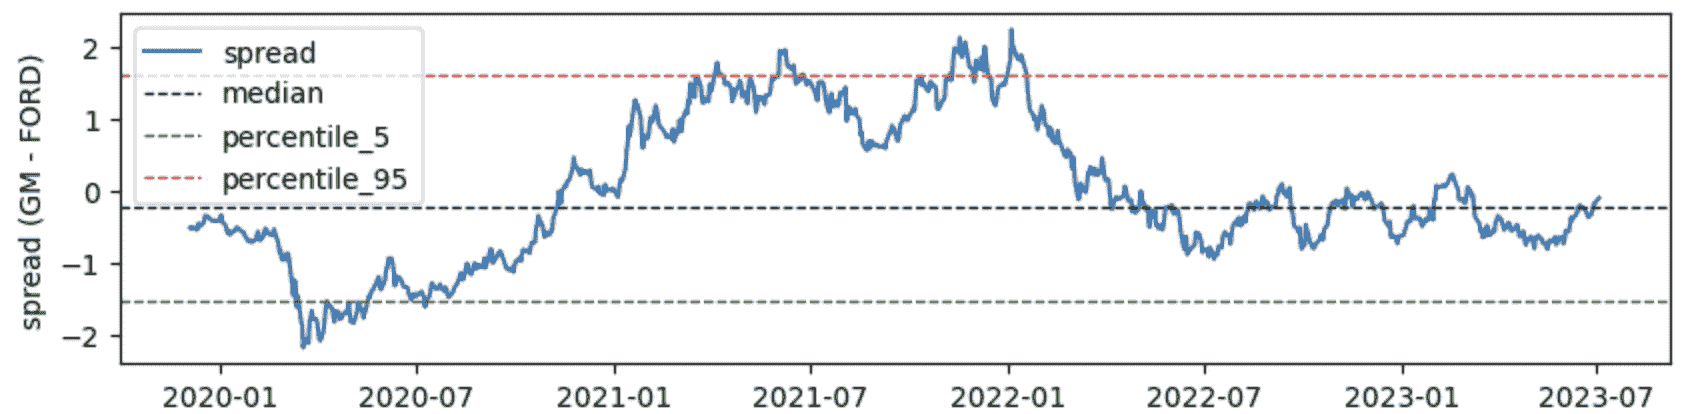 spread (GM - FORD)
2
1
0
−1
−2
spread
median
percentile_5
percentile_95
2020-01 2020-07 2021-01 2021-07 2022-01 2022-07 2023-01 2023-07